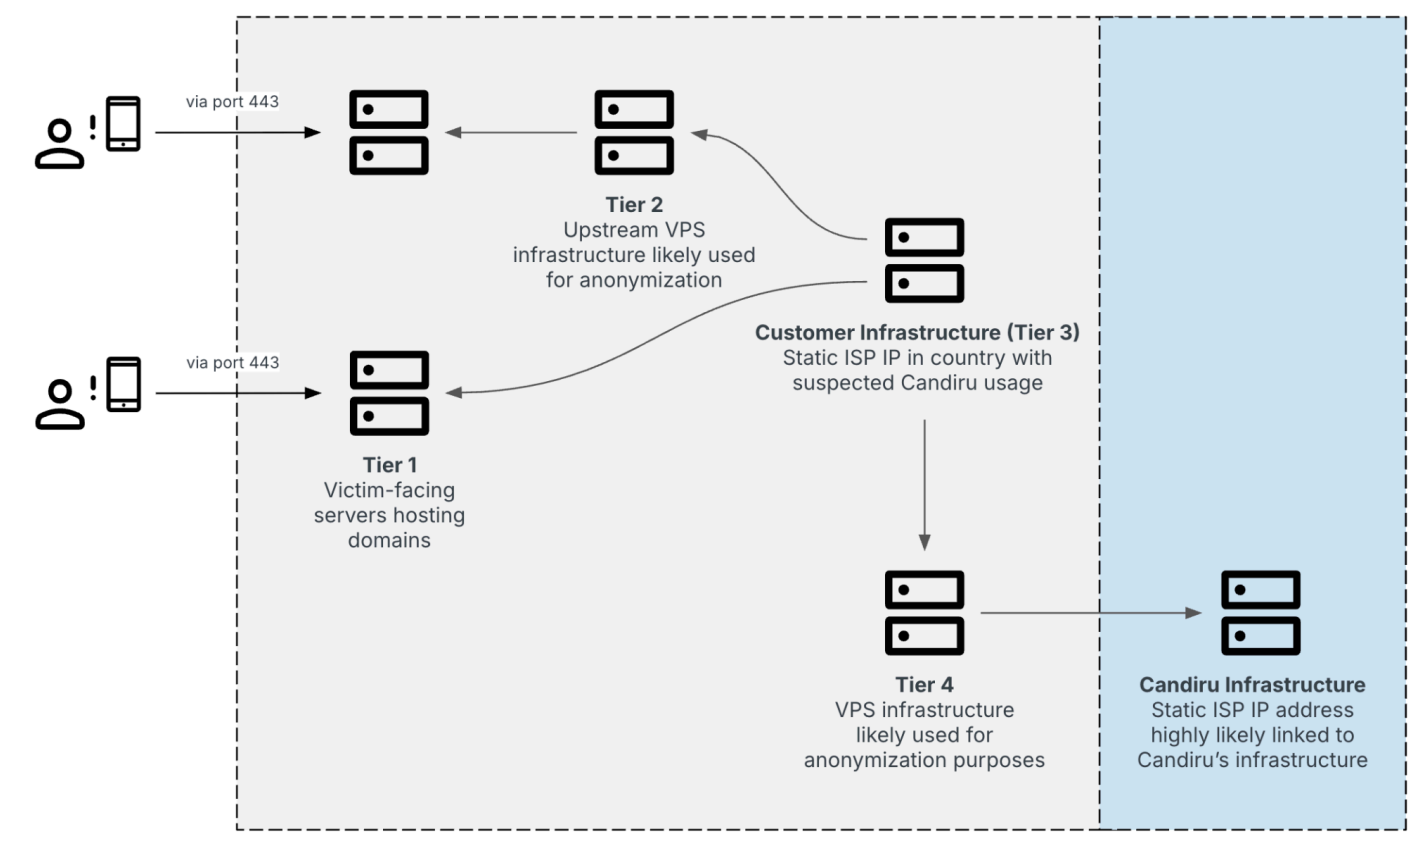 via port 443
Tier 2
Upstream VPS
infrastructure likely used
for anonymization
Customer Infrastructure (Tier 3)
Static ISP IP in country with
suspected Candiru usage
via port 443
Tier 1
Victim-facing
servers hosting
domains
Tier 4
VPS infrastructure
likely used for
anonymization purposes
Candiru Infrastructure
Static ISP IP address
highly likely linked to
Candiru’s infrastructure